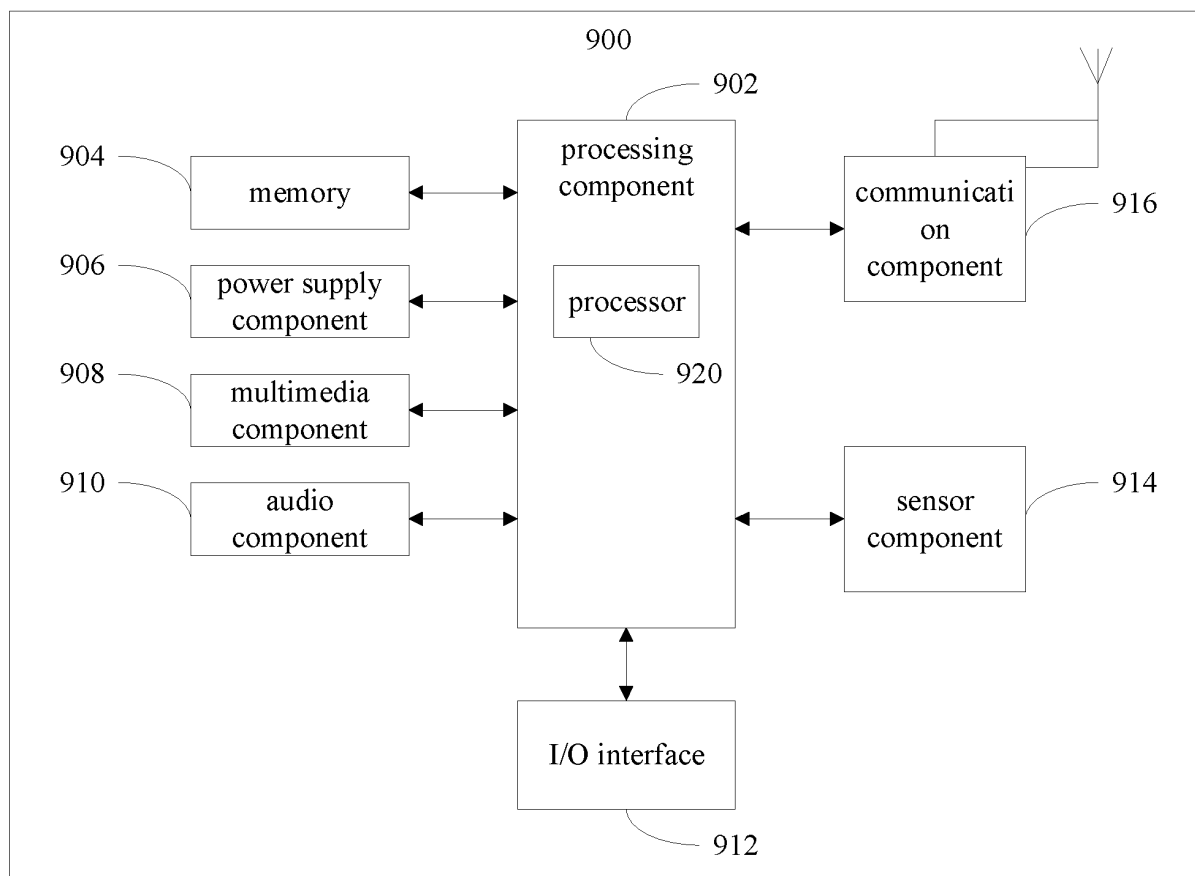 900
902
904
memory
processing
component
communicati
on
component
916
906
power supply
component
processor
920
908
multimedia
component
910
audio
component
sensor
component
914
I/O interface
912